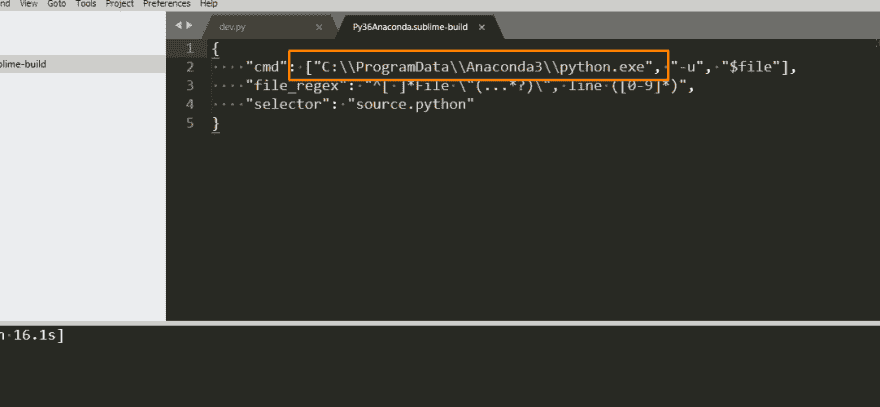 View Goto Tools Project Preferences Help
dev.py × Py36Anaconda.sublime-build ×
1 {
blime-build
2 "cmd": ["C:\\ProgramData\\Anaconda3\\python.exe", "-u", "$file"],
3 "file_regex": "^[ ]*File \"(...*?)\", line ([0-9]*)",
4 "selector": "source.python"
5 }
16.1s]